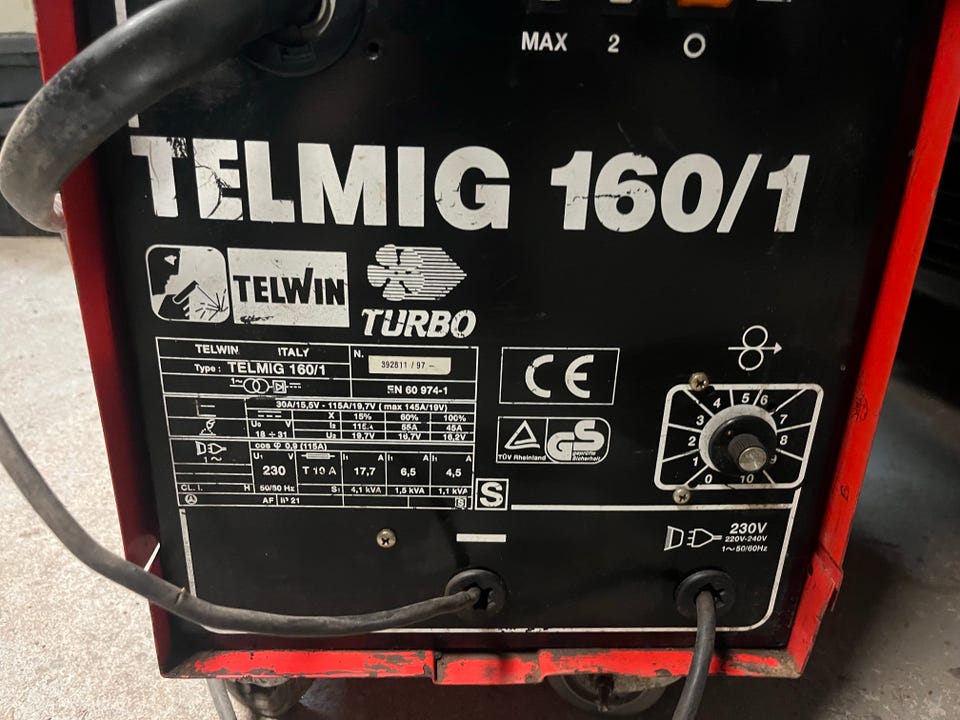 MAX 2 O
TELMIG 160/1
TELWIN
TURBO
TELWIN ITALY N. 392811 / 97 -
Type : TELMIG 160/1
1~ EN 60 974-1
30A/15,5V - 115A/19,7V ( max 145A/19V)
X 15% 60% 100%
U₀ V I₂ 115A 55A 45A
18 ÷ 31 U₂ 19,7V 16,7V 16,2V
cos φ 0,9 (115A)
U₁ V I₁ A I₁ A I₁ A
1~ 230 T 10 A 17,7 6,5 4,5
CL. I. H 50/60 Hz S₁ 4,1 kVA 1,5 kVA 1,1 kVA
AF IP 21 S
S
CE
TÜV Rheinland
GS
geprüfte
Sicherheit
0 1 2 3 4 5 6 7 8 9 10
230V
220V-240V
1~50/60Hz